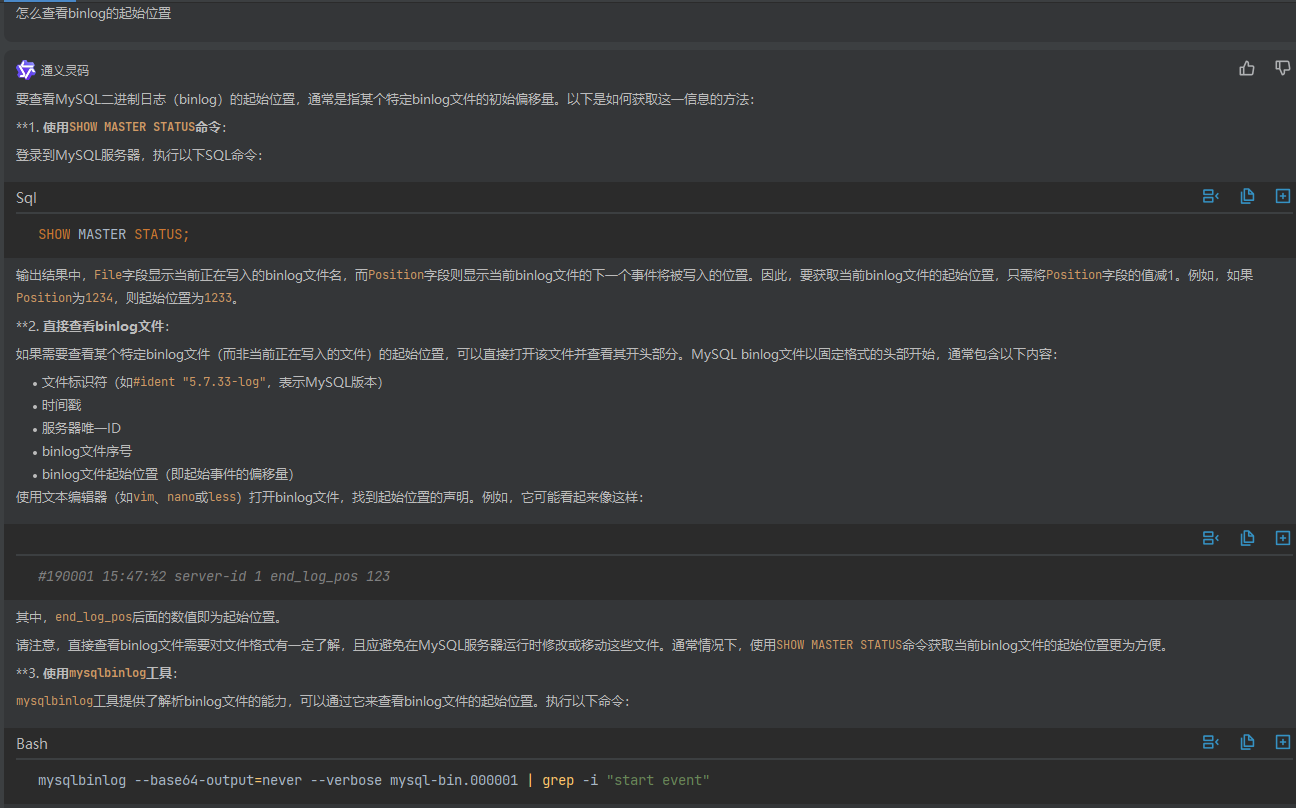 怎么查看binlog的起始位置
通义灵码
要查看MySQL二进制日志（binlog）的起始位置，通常是指某个特定binlog文件的初始偏移量。以下是如何获取这一信息的方法：
**1. 使用SHOW MASTER STATUS命令：
登录到MySQL服务器，执行以下SQL命令：
Sql
SHOW MASTER STATUS;
输出结果中，File字段显示当前正在写入的binlog文件名，而Position字段则显示当前binlog文件的下一个事件将被写入的位置。因此，要获取当前binlog文件的起始位置，只需将Position字段的值减1。例如，如果
Position为1234，则起始位置为1233。
**2. 直接查看binlog文件：
如果需要查看某个特定binlog文件（而非当前正在写入的文件）的起始位置，可以直接打开该文件并查看其开头部分。MySQL binlog文件以固定格式的头部开始，通常包含以下内容：
• 文件标识符（如#ident "5.7.33-log"，表示MySQL版本）
• 时间戳
• 服务器唯一ID
• binlog文件序号
• binlog文件起始位置（即起始事件的偏移量）
使用文本编辑器（如vim、nano或less）打开binlog文件，找到起始位置的声明。例如，它可能看起来像这样：
#190001 15:47:%2 server-id 1 end_log_pos 123
其中，end_log_pos后面的数值即为起始位置。
请注意，直接查看binlog文件需要对文件格式有一定了解，且应避免在MySQL服务器运行时修改或移动这些文件。通常情况下，使用SHOW MASTER STATUS命令获取当前binlog文件的起始位置更为方便。
**3. 使用mysqlbinlog工具：
mysqlbinlog工具提供了解析binlog文件的能力，可以通过它来查看binlog文件的起始位置。执行以下命令：
Bash
mysqlbinlog --base64-output=never --verbose mysql-bin.000001 | grep -i "start event"